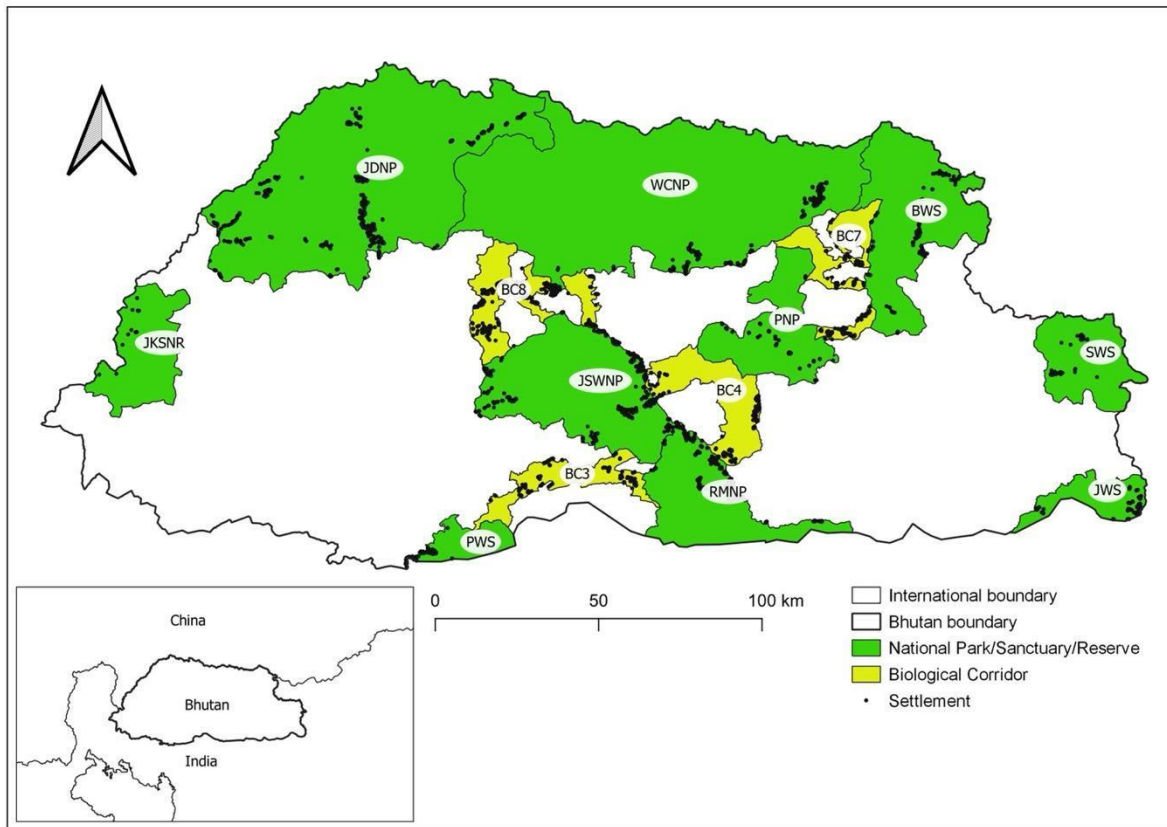 JDNP
WCNP
BWS
BC7
BC8
PNP
JKSNR
SWS
JSWNP
BC4
BC3
RMNP
JWS
PWS
0 50 100 km
International boundary
Bhutan boundary
National Park/Sanctuary/Reserve
Biological Corridor
Settlement
China
Bhutan
India